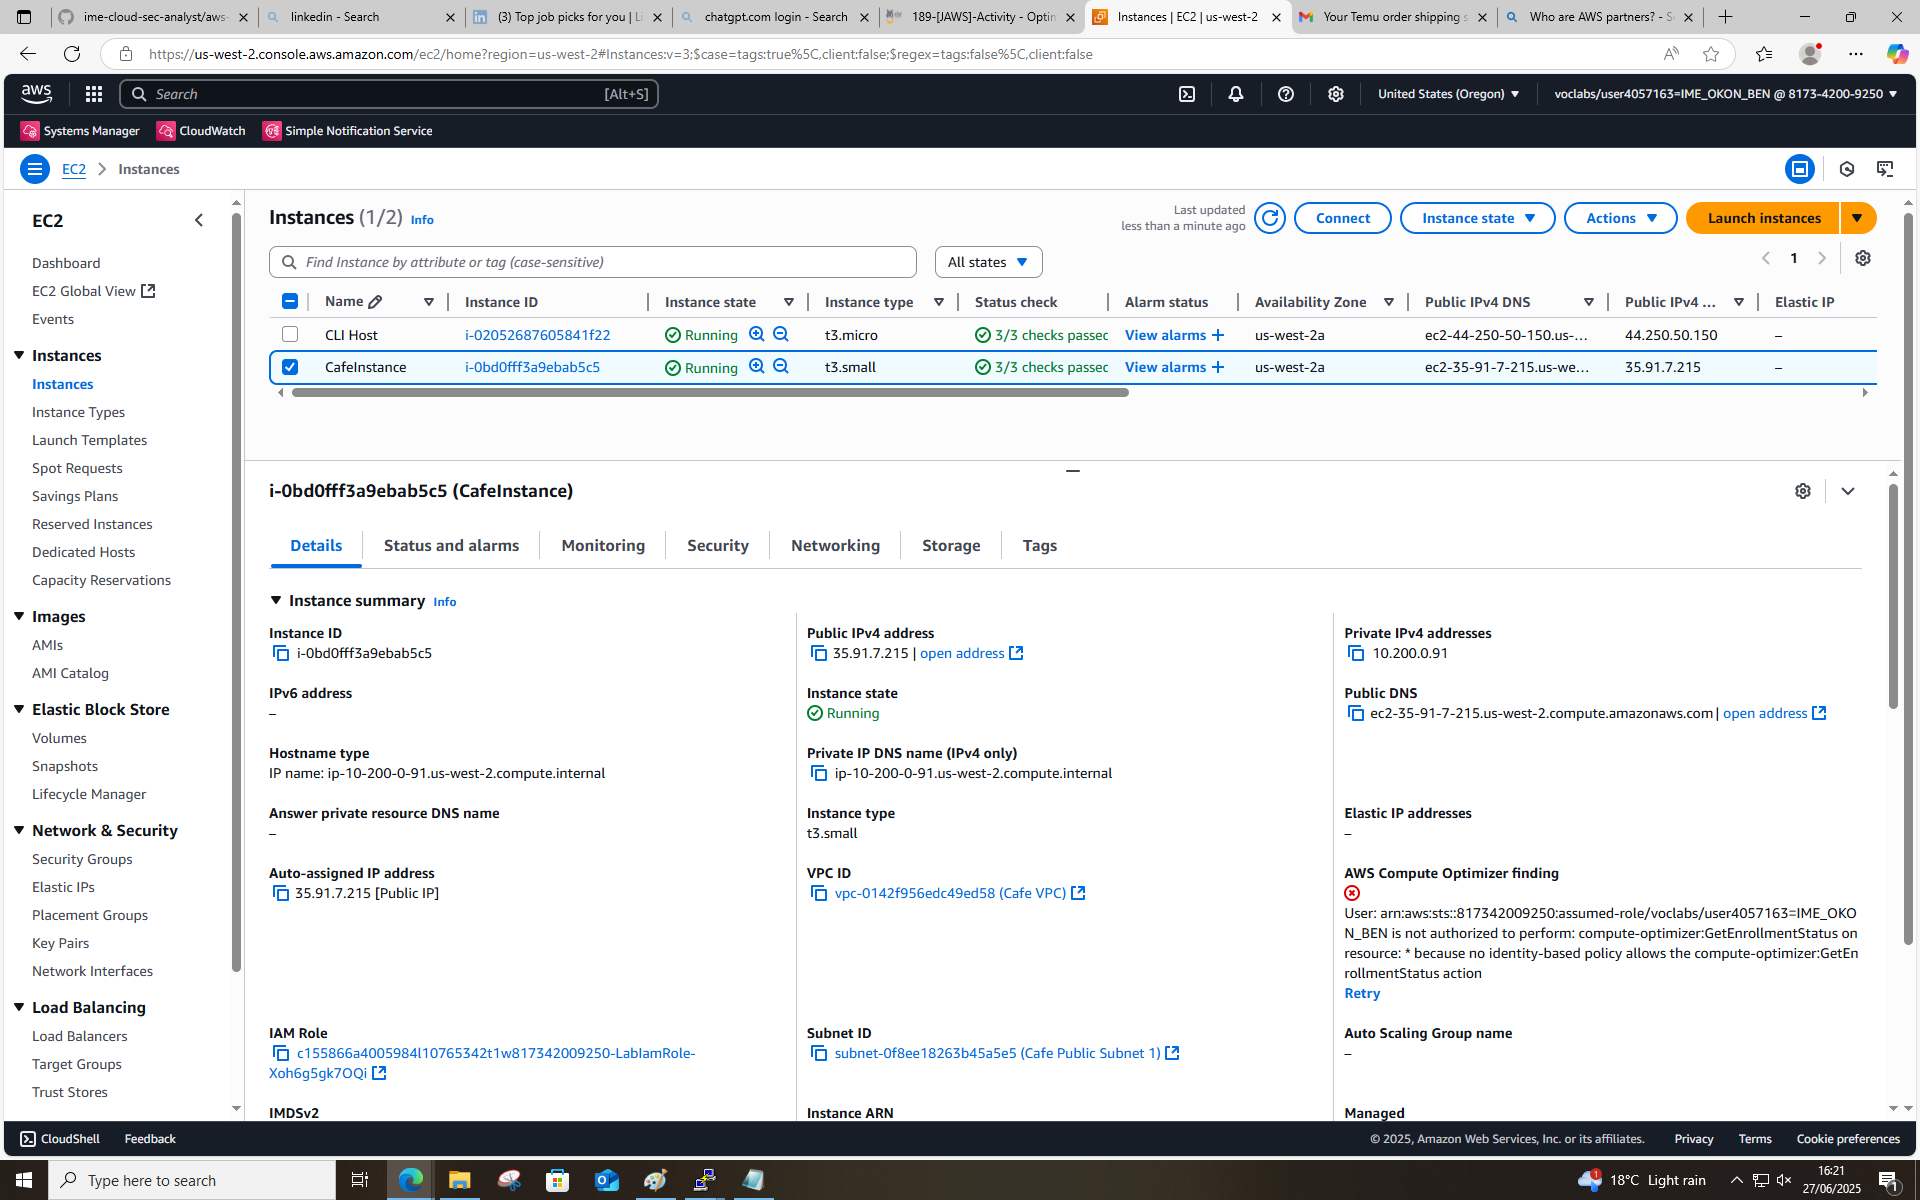 ime-cloud-sec-analyst/aws-
linkedin - Search
(3) Top job picks for you | Li
chatgpt.com login - Search
189-[JAWS]-Activity - Optim
Instances | EC2 | us-west-2
Your Temu order shipping s
Who are AWS partners? - S
https://us-west-2.console.aws.amazon.com/ec2/home?region=us-west-2#Instances:v=3;$case=tags:true%5C,client:false;$regex=tags:false%5C,client:false
aws
Search
[Alt+S]
United States (Oregon)
voclabs/user4057163=IME_OKON_BEN @ 8173-4200-9250
Systems Manager
CloudWatch
Simple Notification Service
EC2
Instances
EC2
Dashboard
EC2 Global View
Events
Instances
Instances
Instance Types
Launch Templates
Spot Requests
Savings Plans
Reserved Instances
Dedicated Hosts
Capacity Reservations
Images
AMIs
AMI Catalog
Elastic Block Store
Volumes
Snapshots
Lifecycle Manager
Network & Security
Security Groups
Elastic IPs
Placement Groups
Key Pairs
Network Interfaces
Load Balancing
Load Balancers
Target Groups
Trust Stores
Instances (1/2) Info
Last updated
less than a minute ago
Connect
Instance state
Actions
Launch instances
Find Instance by attribute or tag (case-sensitive)
All states
1
Name Instance ID Instance state Instance type Status check Alarm status Availability Zone Public IPv4 DNS Public IPv4 ... Elastic IP
CLI Host i-02052687605841f22 Running t3.micro 3/3 checks passec View alarms + us-west-2a ec2-44-250-50-150.us-... 44.250.50.150 –
CafeInstance i-0bd0fff3a9ebab5c5 Running t3.small 3/3 checks passec View alarms + us-west-2a ec2-35-91-7-215.us-we... 35.91.7.215 –
i-0bd0fff3a9ebab5c5 (CafeInstance)
Details
Status and alarms
Monitoring
Security
Networking
Storage
Tags
Instance summary Info
Instance ID
i-0bd0fff3a9ebab5c5
Public IPv4 address
35.91.7.215 | open address
Private IPv4 addresses
10.200.0.91
IPv6 address
–
Instance state
Running
Public DNS
ec2-35-91-7-215.us-west-2.compute.amazonaws.com | open address
Hostname type
IP name: ip-10-200-0-91.us-west-2.compute.internal
Private IP DNS name (IPv4 only)
ip-10-200-0-91.us-west-2.compute.internal
Answer private resource DNS name
–
Instance type
t3.small
Elastic IP addresses
–
Auto-assigned IP address
35.91.7.215 [Public IP]
VPC ID
vpc-0142f956edc49ed58 (Cafe VPC)
AWS Compute Optimizer finding
User: arn:aws:sts::817342009250:assumed-role/voclabs/user4057163=IME_OKO
N_BEN is not authorized to perform: compute-optimizer:GetEnrollmentStatus on
resource: * because no identity-based policy allows the compute-optimizer:GetEn
rollmentStatus action
Retry
IAM Role
c155866a4005984l10765342t1w817342009250-LabIamRole-
Xoh6g5gk7OQi
Subnet ID
subnet-0f8ee18263b45a5e5 (Cafe Public Subnet 1)
Auto Scaling Group name
–
IMDSv2
Instance ARN
Managed
CloudShell
Feedback
© 2025, Amazon Web Services, Inc. or its affiliates.
Privacy
Terms
Cookie preferences
Type here to search
1
18°C Light rain
16:21
27/06/2025
1